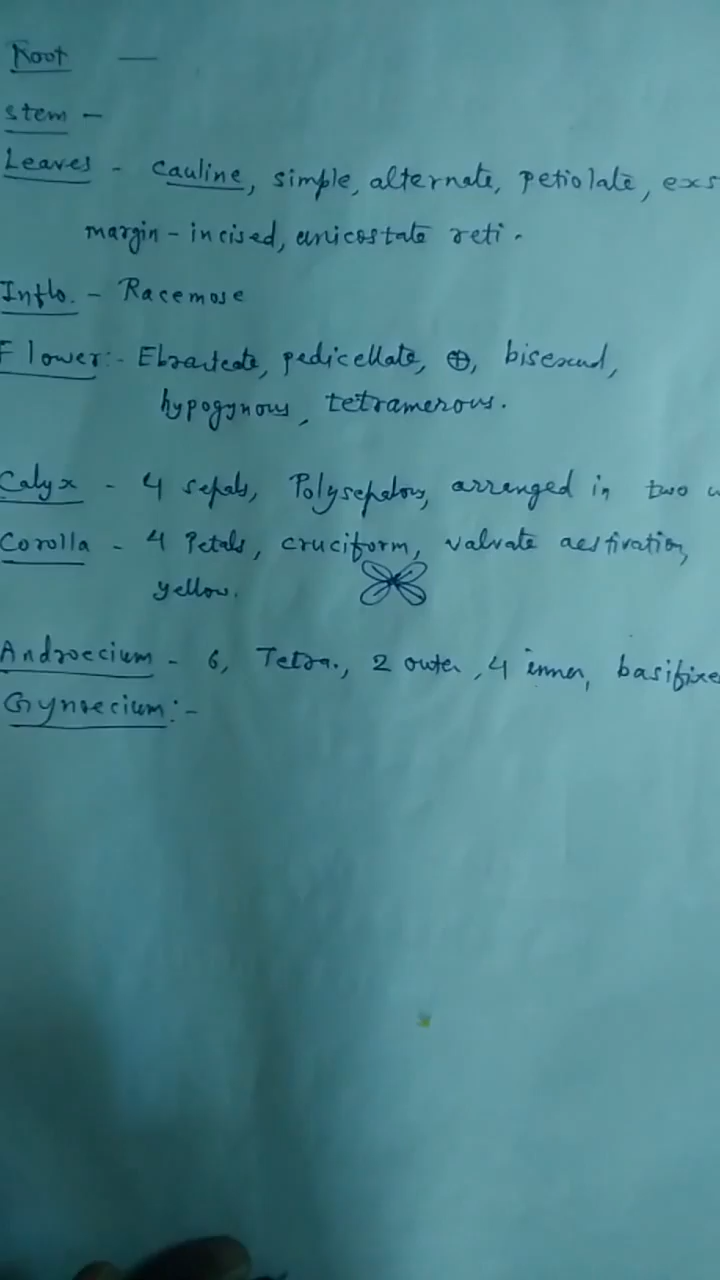 Root —
stem -
Leaves - cauline, simple, alternate, petiolate, exs
margin - incised, unicostate reti -
Inflo. - Racemose
Flower:- Ebracteate, pedicellate, ⊕, bisexual,
hypogynous, tetramerous.
Calyx - 4 sepals, Polysepalous, arranged in two w
Corolla - 4 Petals, cruciform, valvate aestivation,
yellow.
Androecium - 6, Tetra., 2 outer, 4 inner, basifixe
Gynoecium:-